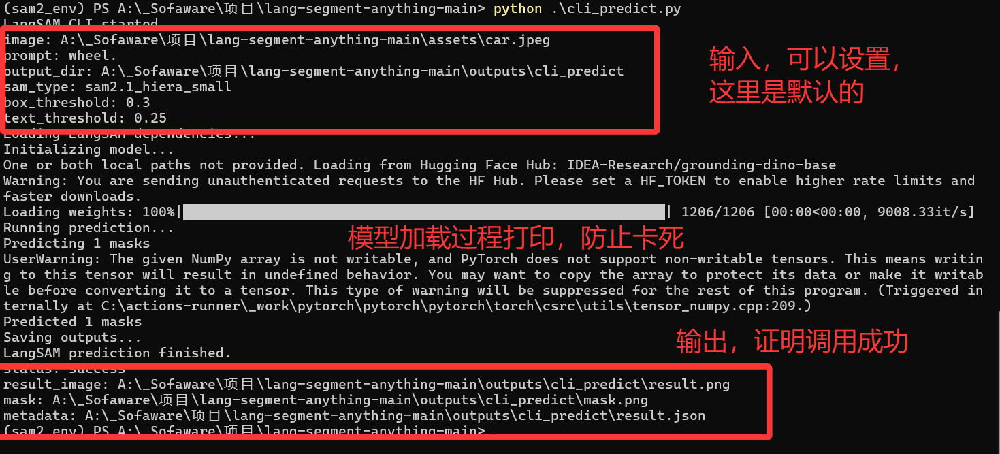 (sam2_env) PS A:\_Sofaware\项目\lang-segment-anything-main> python .\cli_predict.py
LangSAM CLI started
image: A:\_Sofaware\项目\lang-segment-anything-main\assets\car.jpeg
prompt: wheel.
output_dir: A:\_Sofaware\项目\lang-segment-anything-main\outputs\cli_predict
sam_type: sam2.1_hiera_small
box_threshold: 0.3
text_threshold: 0.25
输入，可以设置，
这里是默认的
Loading LangSAM dependencies...
Initializing model...
One or both local paths not provided. Loading from Hugging Face Hub: IDEA-Research/grounding-dino-base
Warning: You are sending unauthenticated requests to the HF Hub. Please set a HF_TOKEN to enable higher rate limits and
faster downloads.
Loading weights: 100%| | 1206/1206 [00:00<00:00, 9008.33it/s]
Running prediction...
模型加载过程打印，防止卡死
Predicting 1 masks
UserWarning: The given NumPy array is not writable, and PyTorch does not support non-writable tensors. This means writin
g to this tensor will result in undefined behavior. You may want to copy the array to protect its data or make it writab
le before converting it to a tensor. This type of warning will be suppressed for the rest of this program. (Triggered in
ternally at C:\actions-runner\_work\pytorch\pytorch\pytorch\torch\csrc\utils\tensor_numpy.cpp:209.)
Predicted 1 masks
Saving outputs...
输出，证明调用成功
LangSAM prediction finished.
status: success
result_image: A:\_Sofaware\项目\lang-segment-anything-main\outputs\cli_predict\result.png
mask: A:\_Sofaware\项目\lang-segment-anything-main\outputs\cli_predict\mask.png
metadata: A:\_Sofaware\项目\lang-segment-anything-main\outputs\cli_predict\result.json
(sam2_env) PS A:\_Sofaware\项目\lang-segment-anything-main>